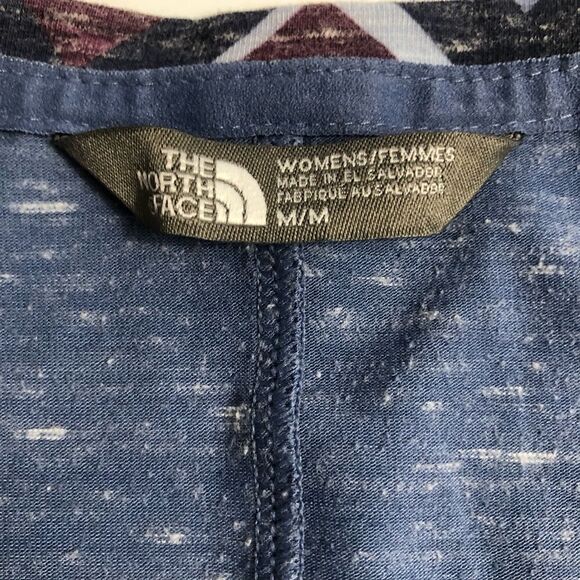 THE
NORTH
FACE
WOMENS/FEMMES
MADE IN EL SALVADOR
FABRIQUE AU SALVADOR
M/M